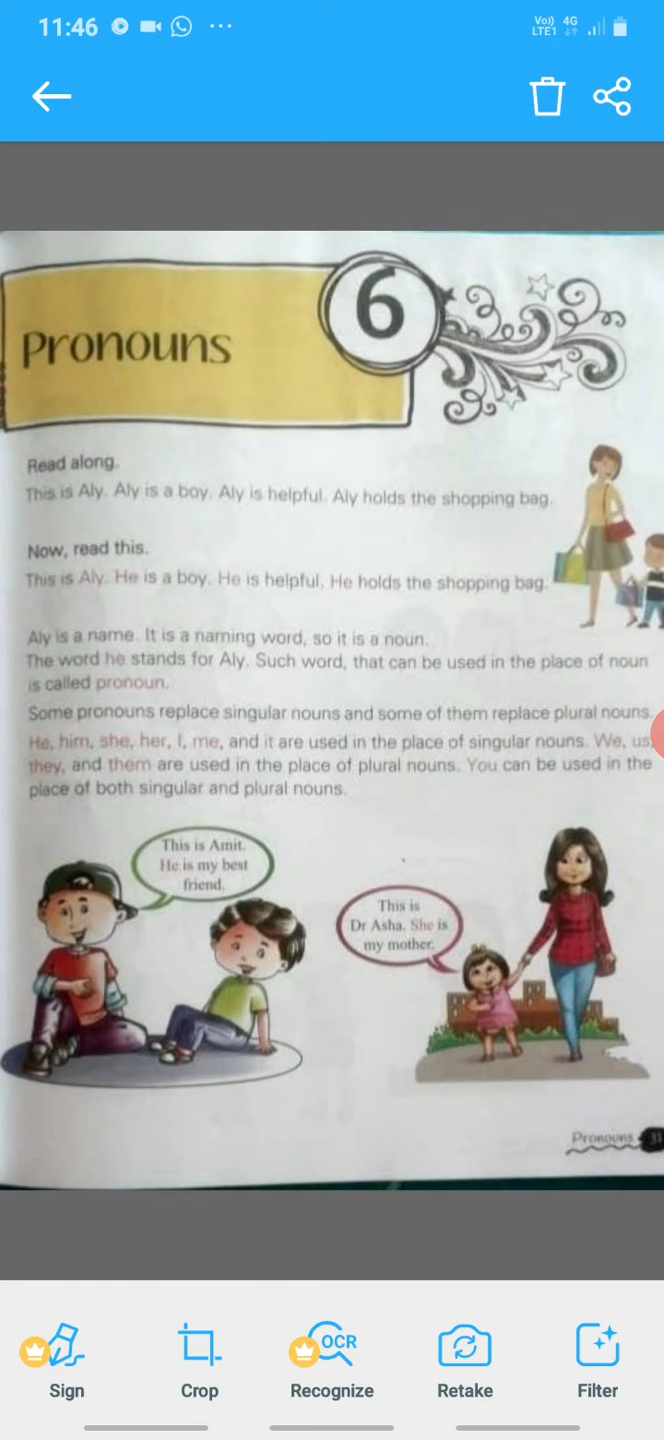 11:46
Vo)) 4G
LTE1
6
Pronouns
Read along.
This is Aly. Aly is a boy. Aly is helpful. Aly holds the shopping bag.
Now, read this.
This is Aly. He is a boy. He is helpful. He holds the shopping bag.
Aly is a name. It is a naming word, so it is a noun.
The word he stands for Aly. Such word, that can be used in the place of noun
is called pronoun.
Some pronouns replace singular nouns and some of them replace plural nouns.
He, him, she, her, I, me, and it are used in the place of singular nouns. We, us,
they, and them are used in the place of plural nouns. You can be used in the
place of both singular and plural nouns.
This is Amit.
He is my best
friend.
This is
Dr Asha. She is
my mother.
Pronouns
OCR
Sign
Crop
Recognize
Retake
Filter